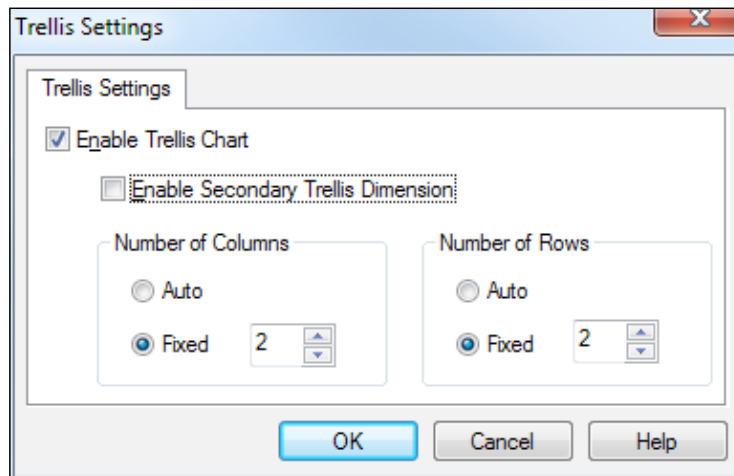 Trellis Settings
X
Trellis Settings
Enable Trellis Chart
Enable Secondary Trellis Dimension
Number of Columns
Number of Rows
Auto
Auto
Fixed 2
Fixed 2
OK Cancel Help